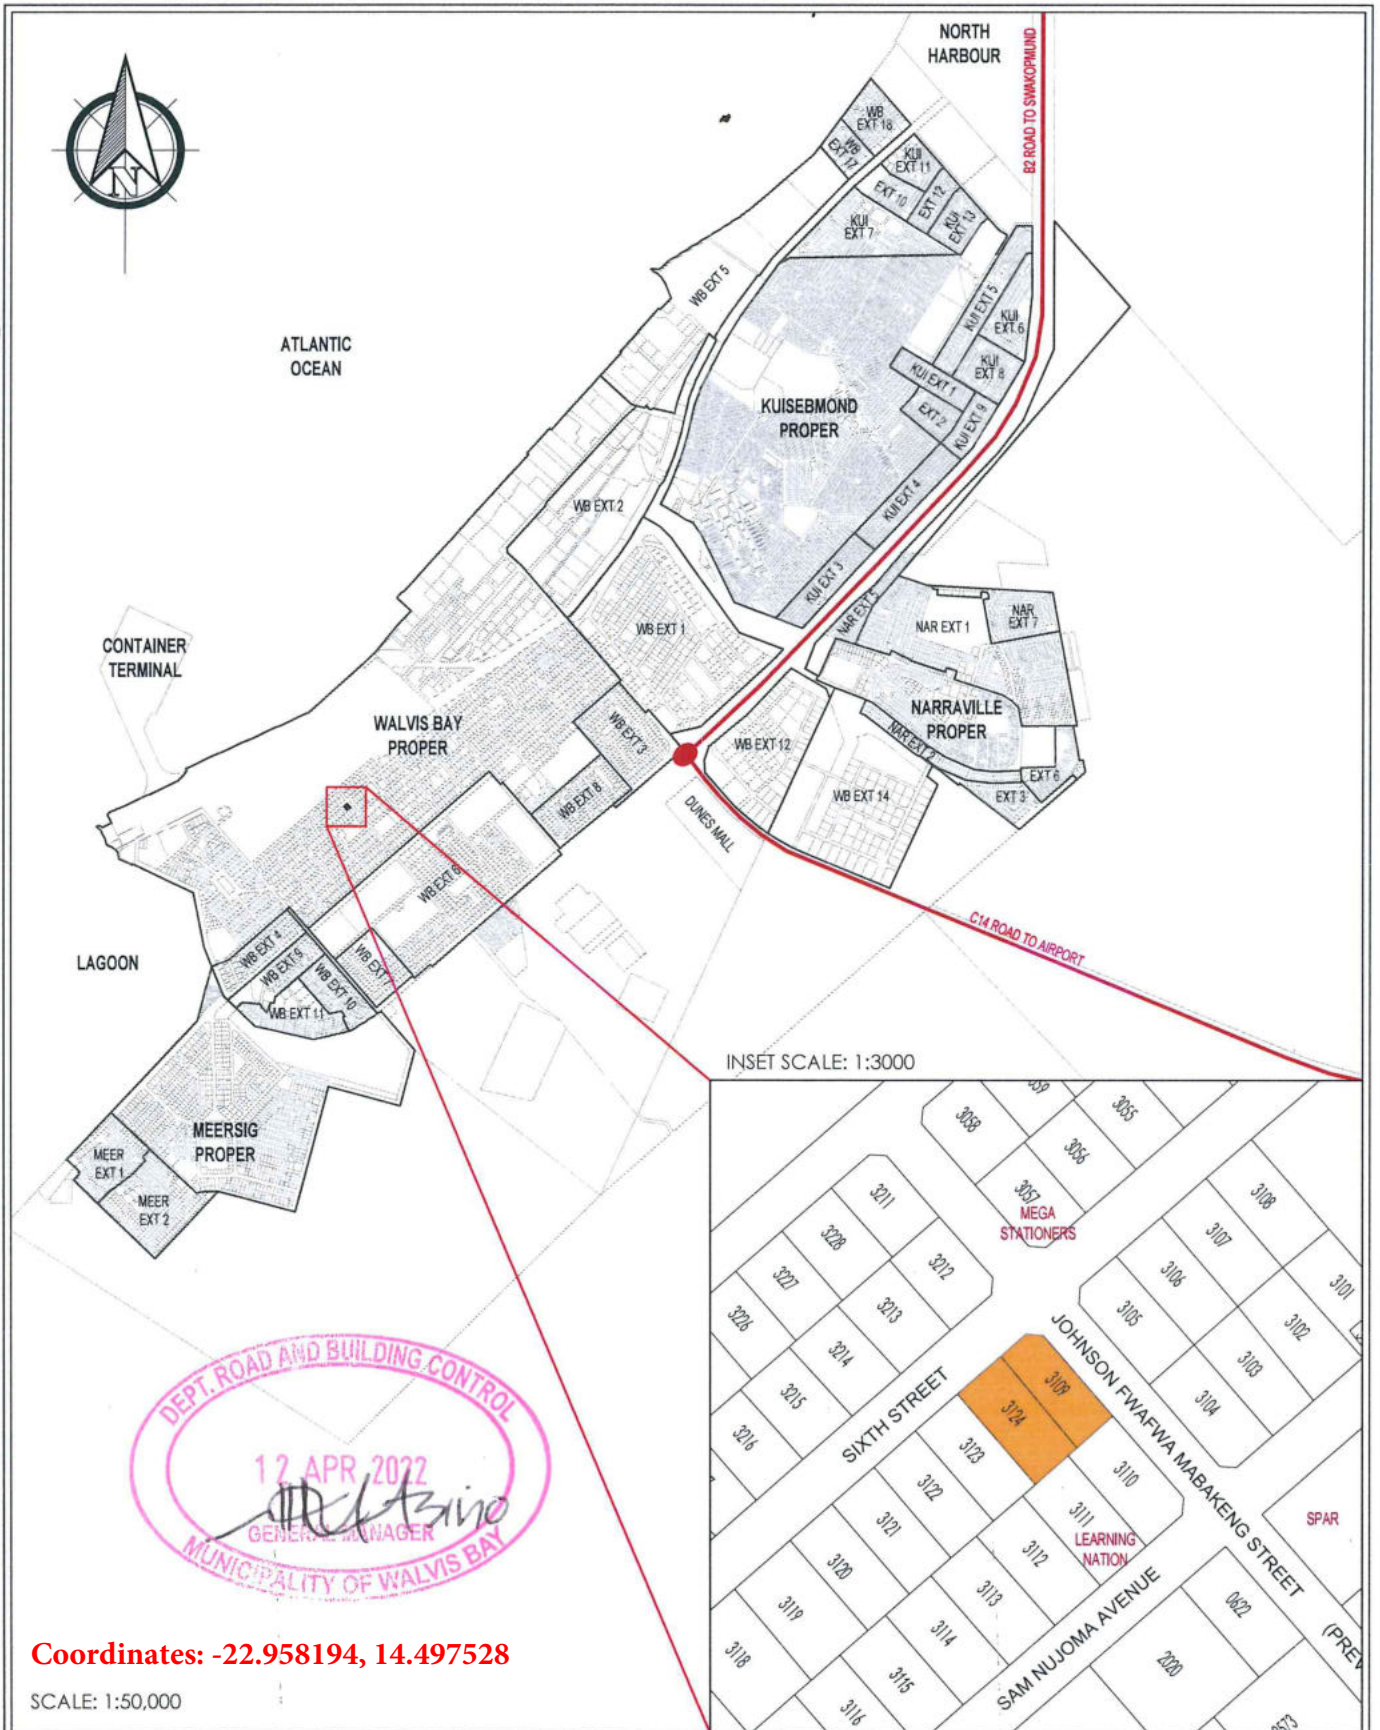 NORTH
HARBOUR
B2 ROAD TO SWAKOPMUND
N
WB
EXT 18
WB
EXT 17
KUI
EXT 11
EXT 10
EXT 12
KUI
EXT 13
KUI
EXT 7
WB EXT 5
KUI EXT 5
KUI
EXT 6
ATLANTIC
OCEAN
KUI
EXT 8
KUI EXT 1
EXT 2
KUI EXT 9
KUISEBMOND
PROPER
WB EXT 2
KUI EXT 4
KUI EXT 3
NAR EXT 5
NAR EXT 1
NAR
EXT 7
WB EXT 1
CONTAINER
TERMINAL
NARRAVILLE
PROPER
NAR EXT 2
WALVIS BAY
PROPER
WB EXT 3
WB EXT 12
EXT 6
EXT 3
WB EXT 8
WB EXT 14
DUNES MALL
WB EXT 6
C14 ROAD TO AIRPORT
LAGOON
WB EXT 4
WB EXT 9
WB EXT 7
WB EXT 10
WB EXT 11
INSET SCALE: 1:3000
MEERSIG
PROPER
MEER
EXT 1
MEER
EXT 2
3058
3055
3056
3057
MEGA
STATIONERS
3211
3228
3212
3227
3213
3226
3214
3215
3216
3108
3107
3106
3101
3105
3102
3103
3104
JOHNSON FWAFWA MABAKENG STREET
SIXTH STREET
3109
3124
3123
3110
3122
3111
LEARNING
NATION
SPAR
3121
3112
3120
3113
3119
3114
3118
3115
3116
SAM NUJOMA AVENUE
0622
2020
DEPT. ROAD AND BUILDING CONTROL
12 APR 2022
GENERAL MANAGER
MUNICIPALITY OF WALVIS BAY
Coordinates: -22.958194, 14.497528
SCALE: 1:50,000